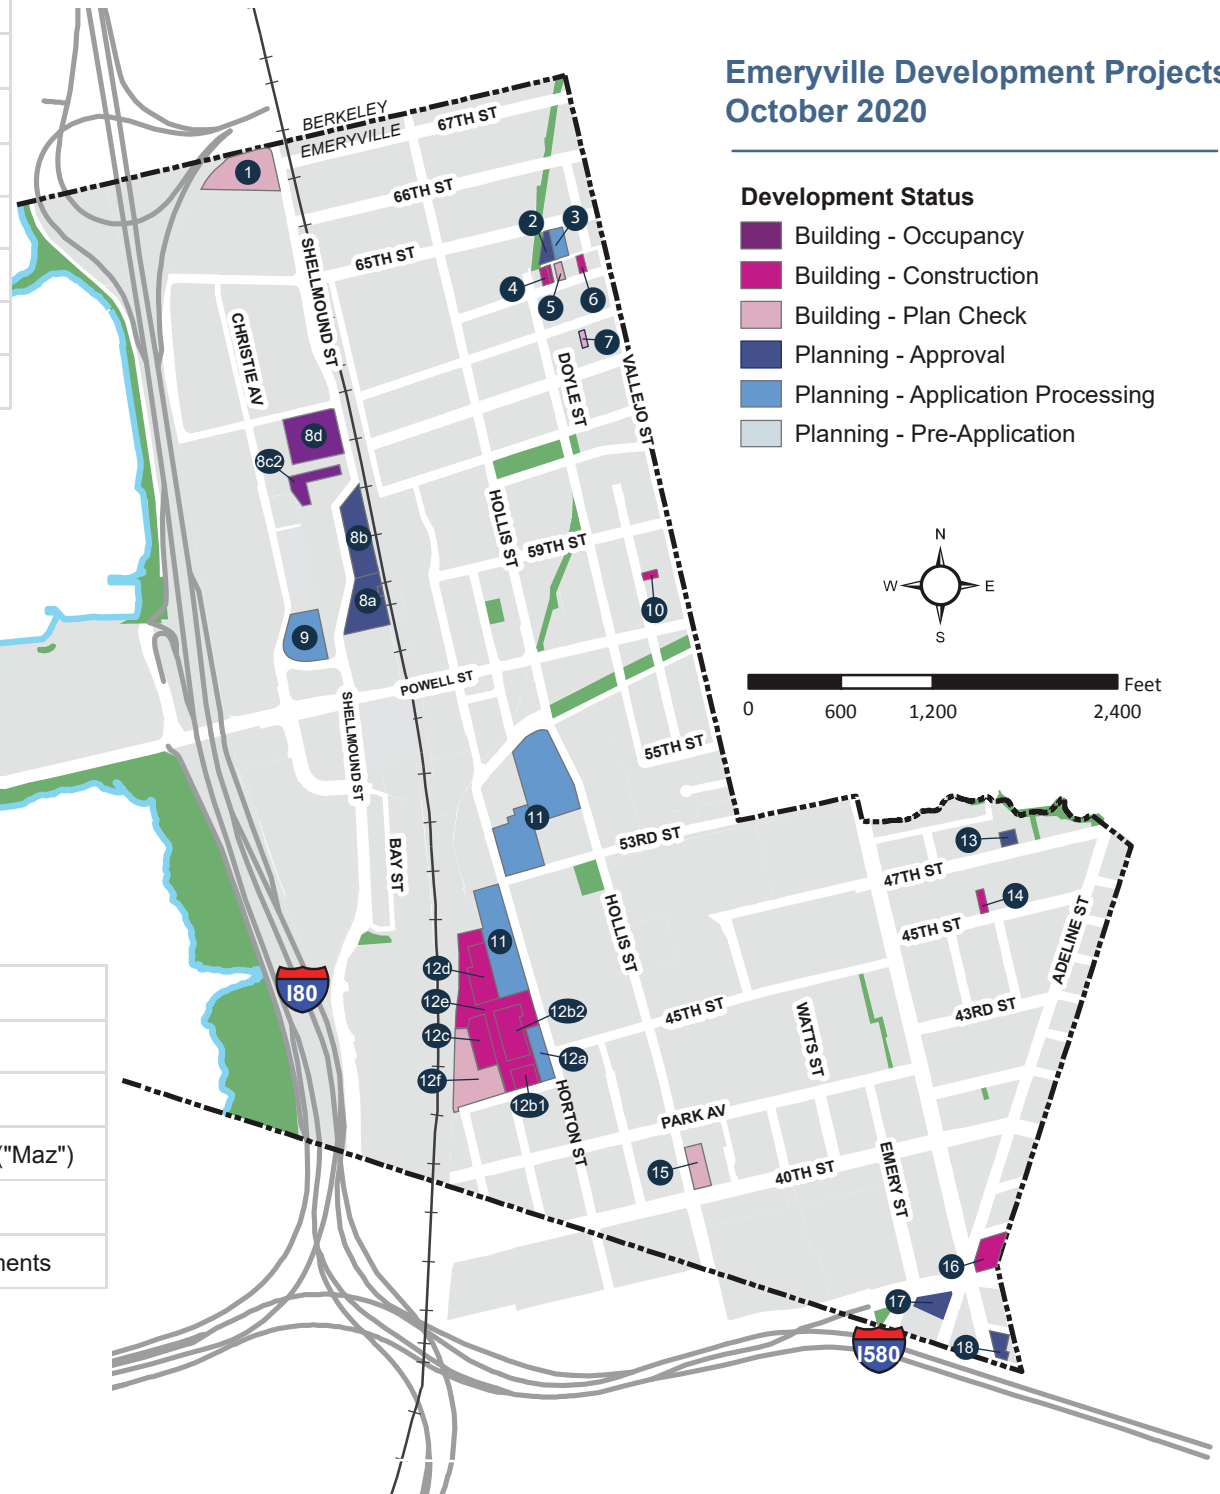 Emeryville Development Projects
October 2020
Development Status
Building - Occupancy
Building - Construction
Building - Plan Check
Planning - Approval
Planning - Application Processing
Planning - Pre-Application
N
W
E
S
Feet
0
600
1,200
2,400
BERKELEY
EMERYVILLE
67TH ST
66TH ST
65TH ST
SHELLMOUND ST
CHRISTIE AV
DOYLE ST
VALLEJO ST
HOLLIS ST
59TH ST
POWELL ST
SHELLMOUND ST
55TH ST
53RD ST
BAY ST
HOLLIS ST
47TH ST
45TH ST
ADELINE ST
45TH ST
43RD ST
WATTS ST
HORTON ST
PARK AV
40TH ST
EMERY ST
I80
I580
1
2
3
4
5
6
7
8d
8c2
8b
8a
9
10
11
11
12d
12e
12c
12f
12b2
12a
12b1
13
14
15
16
17
18
("Maz")
nents